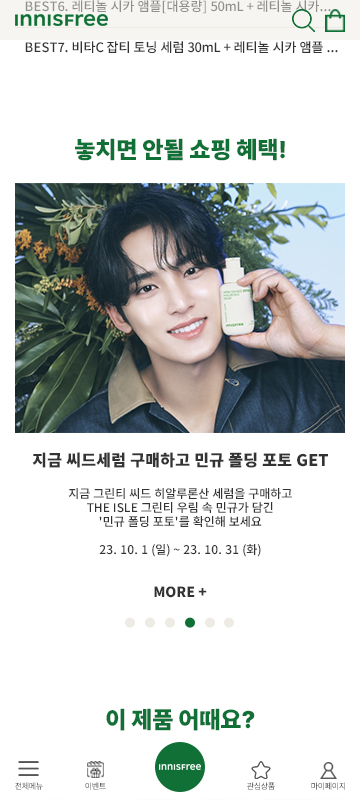 BEST6. 레티놀 시카 앰플[대용량] 50mL + 레티놀 시카...
innisfree
BEST7. 비타C 잡티 토닝 세럼 30mL + 레티놀 시카 앰플 ...
놓치면 안될 쇼핑 혜택!
지금 씨드세럼 구매하고 민규 폴딩 포토 GET
지금 그린티 씨드 히알루론산 세럼을 구매하고
THE ISLE 그린티 우림 속 민규가 담긴
'민규 폴딩 포토'를 확인해 보세요
23. 10. 1 (일) ~ 23. 10. 31 (화)
MORE +
이 제품 어때요?
전체메뉴
이벤트
innisfree
관심상품
마이페이지